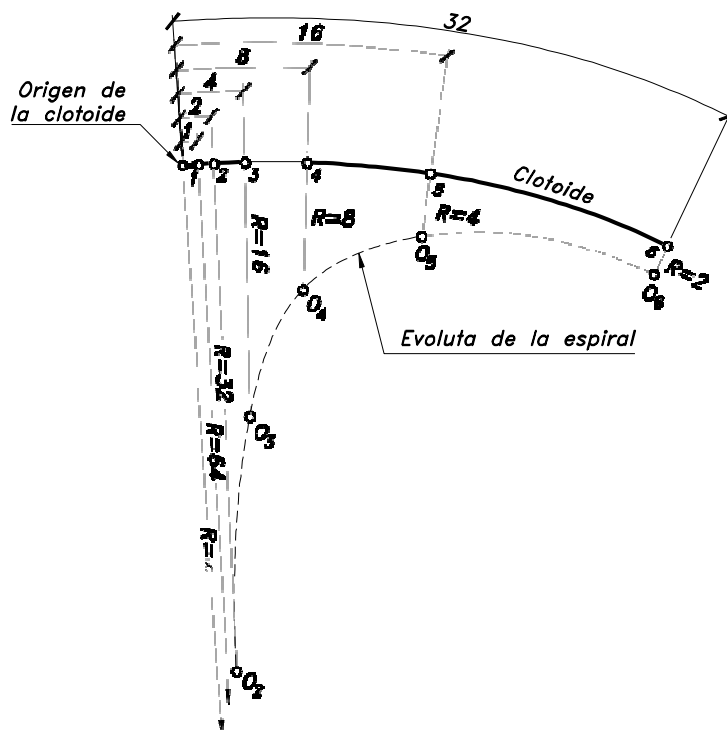 32
16
8
4
2
1
Origen de
la clotoide
1
2
3
4
5
6
Clotoide
R=16
R=8
R=4
R=2
O5
O6
O4
Evoluta de la espiral
R=32
O3
R=64
R=
O2